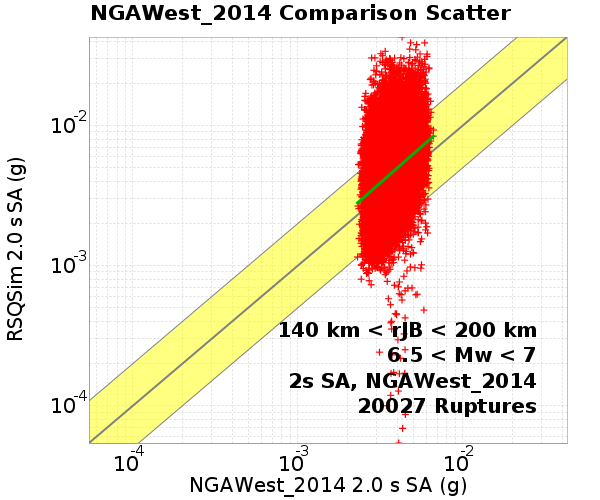 NGAWest_2014 Comparison Scatter
RSQSim 2.0 s SA (g)
10-2
10-3
10-4
140 km < rJB < 200 km
6.5 < Mw < 7
2s SA, NGAWest_2014
20027 Ruptures
10-4 10-3 10-2
NGAWest_2014 2.0 s SA (g)